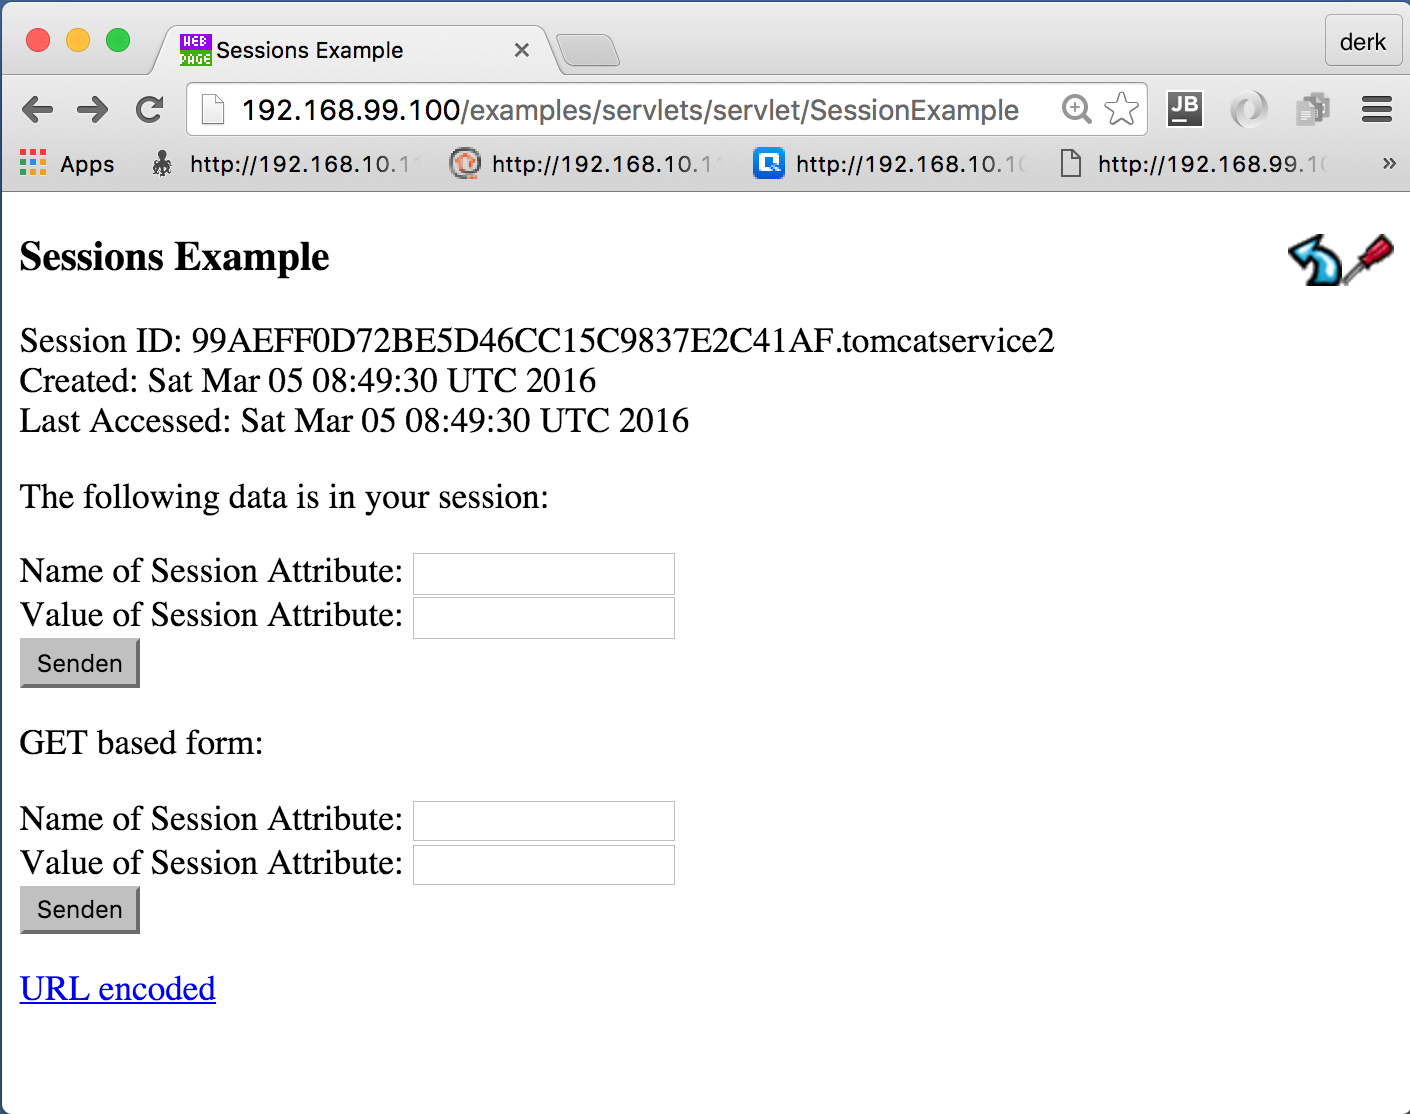 WEB
PAGE
Sessions Example
derk
192.168.99.100/examples/servlets/servlet/SessionExample
JB
Apps
http://192.168.10.1
http://192.168.10.1
http://192.168.10.10
http://192.168.99.10
»
Sessions Example
Session ID: 99AEFF0D72BE5D46CC15C9837E2C41AF.tomcatservice2
Created: Sat Mar 05 08:49:30 UTC 2016
Last Accessed: Sat Mar 05 08:49:30 UTC 2016
The following data is in your session:
Name of Session Attribute:
Value of Session Attribute:
Senden
GET based form:
Name of Session Attribute:
Value of Session Attribute:
Senden
URL encoded